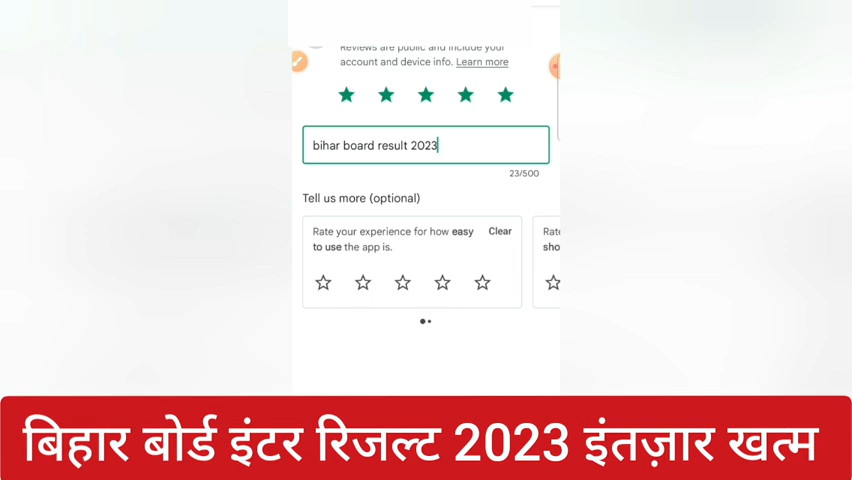 Reviews are public and include your
account and device info. Learn more
bihar board result 2023
23/500
Tell us more (optional)
Rate your experience for how easy
to use the app is.
Clear
Rate
sho
बिहार बोर्ड इंटर रिजल्ट 2023 इंतज़ार खत्म